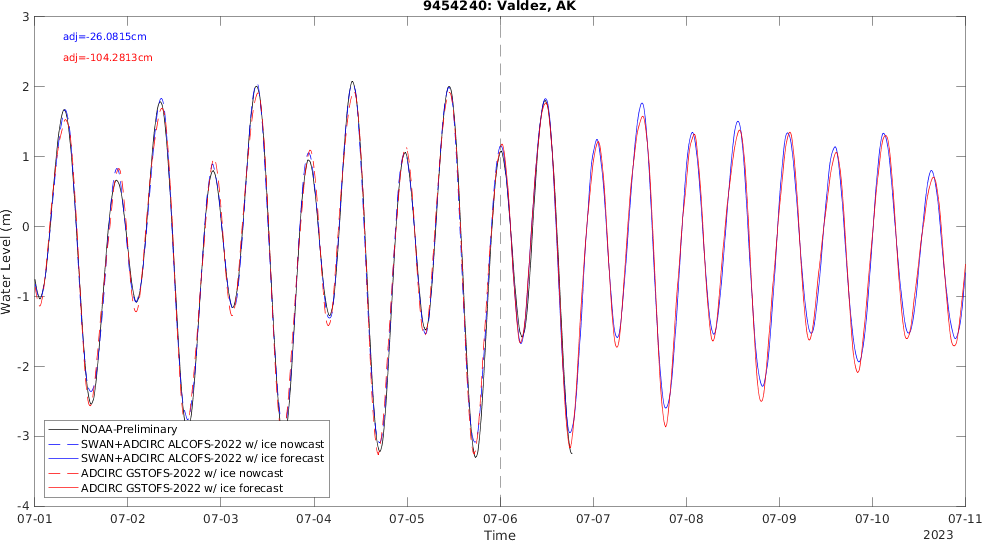 9454240: Valdez, AK
adj=-26.0815cm
adj=-104.2813cm
Water Level (m)
3
2
1
0
-1
-2
-3
-4
NOAA-Preliminary
SWAN+ADCIRC ALCOFS-2022 w/ ice nowcast
SWAN+ADCIRC ALCOFS-2022 w/ ice forecast
ADCIRC GSTOFS-2022 w/ ice nowcast
ADCIRC GSTOFS-2022 w/ ice forecast
07-01 07-02 07-03 07-04 07-05 07-06 07-07 07-08 07-09 07-10 07-11
Time
2023